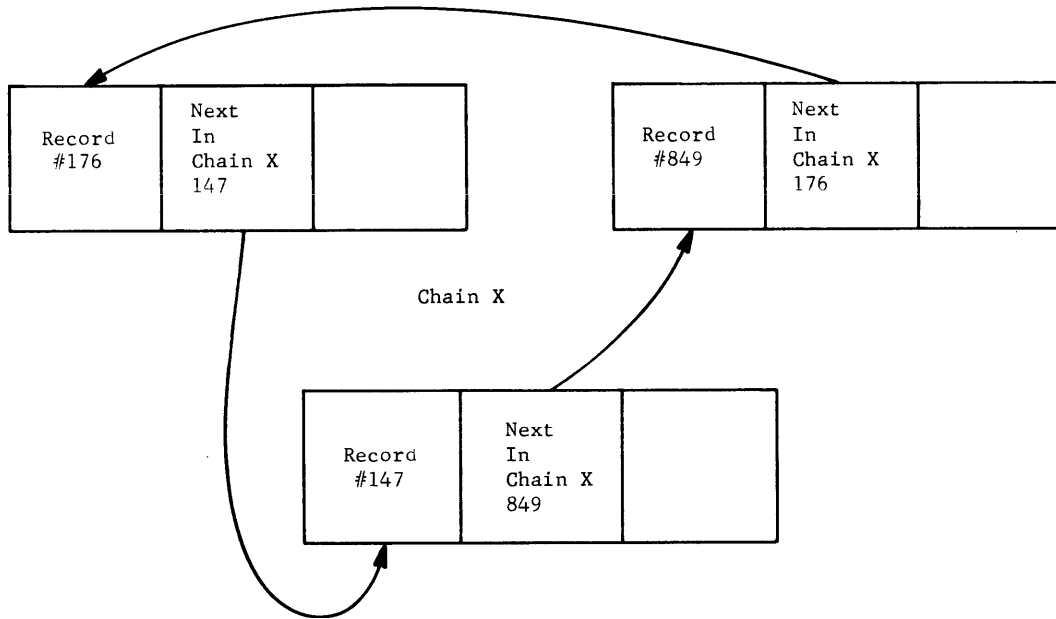 Record
#176
Next
In
Chain X
147
Record
#849
Next
In
Chain X
176
Chain X
Record
#147
Next
In
Chain X
849